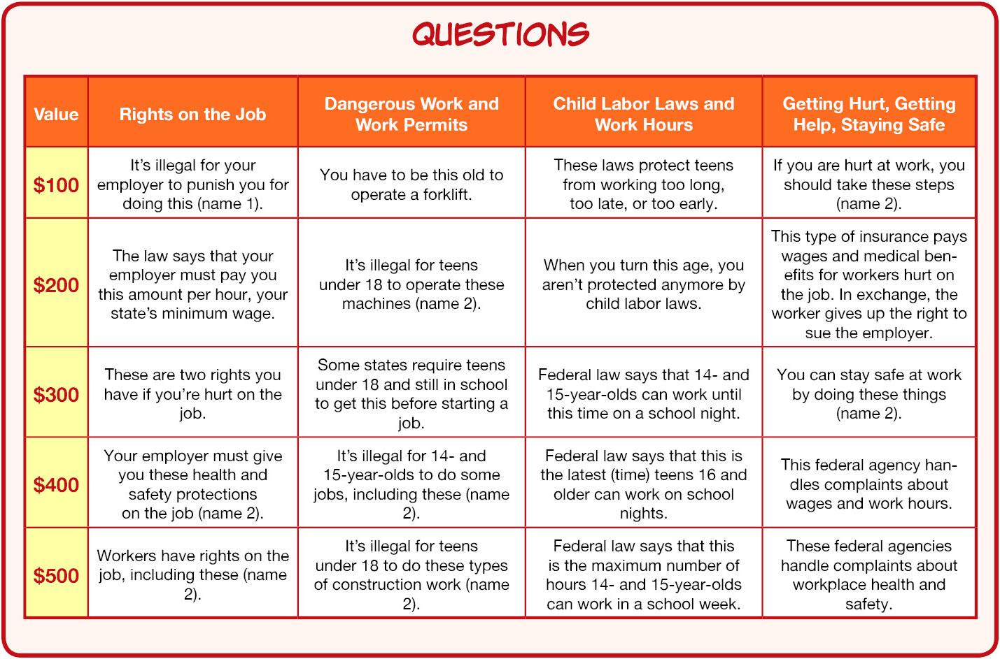 QUESTIONS
Value
Rights on the Job
Dangerous Work and
Work Permits
Child Labor Laws and
Work Hours
Getting Hurt, Getting
Help, Staying Safe
$100
It’s illegal for your
employer to punish you for
doing this (name 1).
You have to be this old to
operate a forklift.
These laws protect teens
from working too long,
too late, or too early.
If you are hurt at work, you
should take these steps
(name 2).
$200
The law says that your
employer must pay you
this amount per hour, your
state’s minimum wage.
It’s illegal for teens
under 18 to operate these
machines (name 2).
When you turn this age, you
aren’t protected anymore by
child labor laws.
This type of insurance pays
wages and medical ben-
efits for workers hurt on
the job. In exchange, the
worker gives up the right to
sue the employer.
$300
These are two rights you
have if you’re hurt on the
job.
Some states require teens
under 18 and still in school
to get this before starting a
job.
Federal law says that 14- and
15-year-olds can work until
this time on a school night.
You can stay safe at work
by doing these things
(name 2).
$400
Your employer must give
you these health and
safety protections
on the job (name 2).
It’s illegal for 14- and
15-year-olds to do some
jobs, including these (name
2).
Federal law says that this is
the latest (time) teens 16 and
older can work on school
nights.
This federal agency han-
dles complaints about
wages and work hours.
$500
Workers have rights on the
job, including these (name
2).
It’s illegal for teens
under 18 to do these types
of construction work (name
2).
Federal law says that this
is the maximum number of
hours 14- and 15-year-olds
can work in a school week.
These federal agencies
handle complaints about
workplace health and
safety.